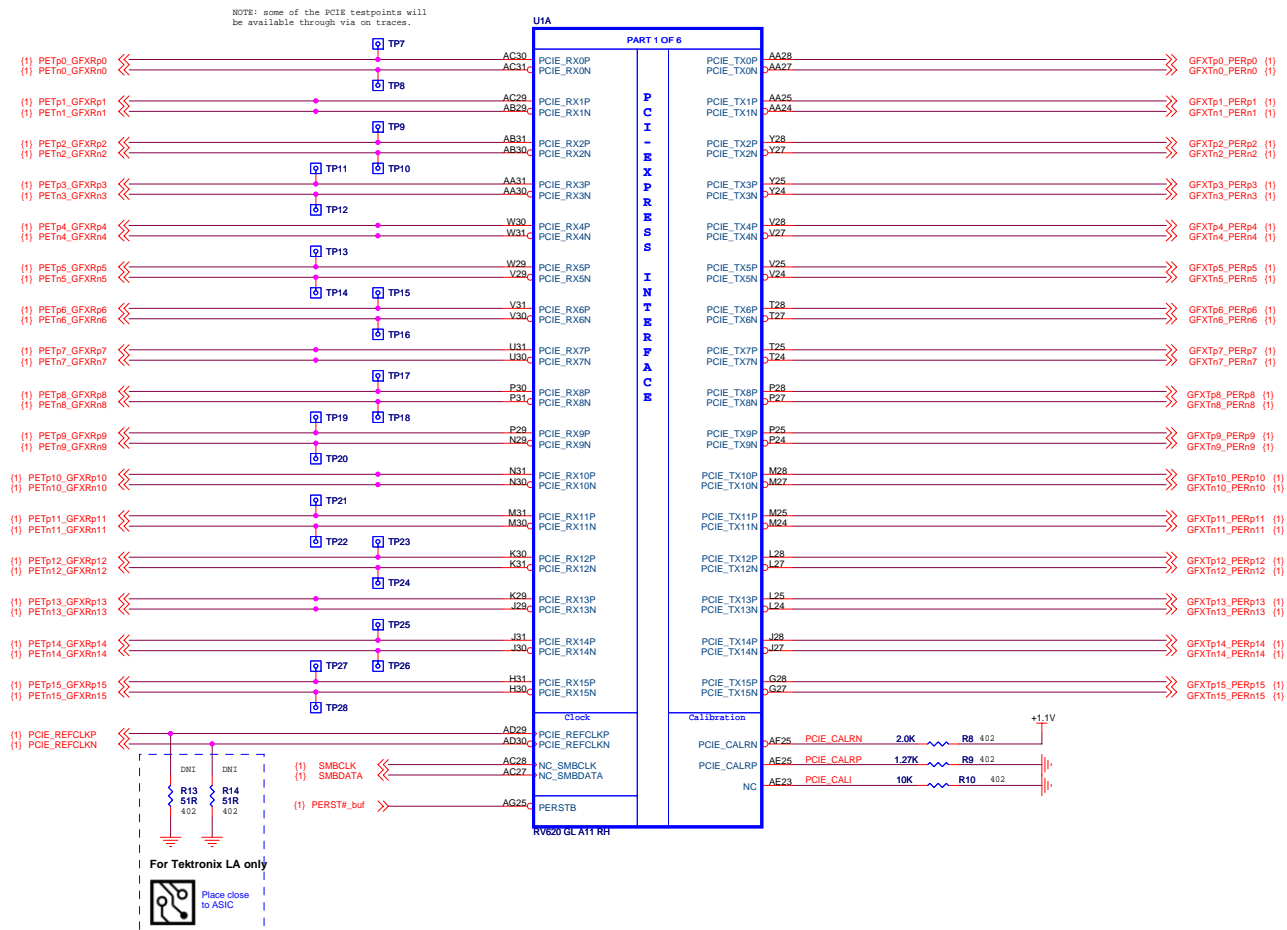 NOTE: some of the PCIE testpoints will
be available through via on traces.
U1A
PART 1 OF 6
TP7
{1} PETp0_GFXRp0 AC30 PCIE_RX0P PCIE_TX0P AA28 GFXTp0_PERp0 {1}
{1} PETn0_GFXRn0 AC31 PCIE_RX0N PCIE_TX0N AA27 GFXTn0_PERn0 {1}
TP8
{1} PETp1_GFXRp1 AC29 PCIE_RX1P PCIE_TX1P AA25 GFXTp1_PERp1 {1}
{1} PETn1_GFXRn1 AB29 PCIE_RX1N PCIE_TX1N AA24 GFXTn1_PERn1 {1}
TP9
{1} PETp2_GFXRp2 AB31 PCIE_RX2P PCIE_TX2P Y28 GFXTp2_PERp2 {1}
{1} PETn2_GFXRn2 AB30 PCIE_RX2N PCIE_TX2N Y27 GFXTn2_PERn2 {1}
TP11 TP10
{1} PETp3_GFXRp3 AA31 PCIE_RX3P PCIE_TX3P Y25 GFXTp3_PERp3 {1}
{1} PETn3_GFXRn3 AA30 PCIE_RX3N PCIE_TX3N Y24 GFXTn3_PERn3 {1}
TP12
{1} PETp4_GFXRp4 W30 PCIE_RX4P PCIE_TX4P V28 GFXTp4_PERp4 {1}
{1} PETn4_GFXRn4 W31 PCIE_RX4N PCIE_TX4N V27 GFXTn4_PERn4 {1}
TP13
{1} PETp5_GFXRp5 W29 PCIE_RX5P PCIE_TX5P V25 GFXTp5_PERp5 {1}
{1} PETn5_GFXRn5 V29 PCIE_RX5N PCIE_TX5N V24 GFXTn5_PERn5 {1}
TP14 TP15
{1} PETp6_GFXRp6 V31 PCIE_RX6P PCIE_TX6P T28 GFXTp6_PERp6 {1}
{1} PETn6_GFXRn6 V30 PCIE_RX6N PCIE_TX6N T27 GFXTn6_PERn6 {1}
TP16
{1} PETp7_GFXRp7 U31 PCIE_RX7P PCIE_TX7P T25 GFXTp7_PERp7 {1}
{1} PETn7_GFXRn7 U30 PCIE_RX7N PCIE_TX7N T24 GFXTn7_PERn7 {1}
TP17
{1} PETp8_GFXRp8 P30 PCIE_RX8P PCIE_TX8P P28 GFXTp8_PERp8 {1}
{1} PETn8_GFXRn8 P31 PCIE_RX8N PCIE_TX8N P27 GFXTn8_PERn8 {1}
TP19 TP18
{1} PETp9_GFXRp9 P29 PCIE_RX9P PCIE_TX9P P25 GFXTp9_PERp9 {1}
{1} PETn9_GFXRn9 N29 PCIE_RX9N PCIE_TX9N P24 GFXTn9_PERn9 {1}
TP20
{1} PETp10_GFXRp10 N31 PCIE_RX10P PCIE_TX10P M28 GFXTp10_PERp10 {1}
{1} PETn10_GFXRn10 N30 PCIE_RX10N PCIE_TX10N M27 GFXTn10_PERn10 {1}
TP21
{1} PETp11_GFXRp11 M31 PCIE_RX11P PCIE_TX11P M25 GFXTp11_PERp11 {1}
{1} PETn11_GFXRn11 M30 PCIE_RX11N PCIE_TX11N M24 GFXTn11_PERn11 {1}
TP22 TP23
{1} PETp12_GFXRp12 K30 PCIE_RX12P PCIE_TX12P L28 GFXTp12_PERp12 {1}
{1} PETn12_GFXRn12 K31 PCIE_RX12N PCIE_TX12N L27 GFXTn12_PERn12 {1}
TP24
{1} PETp13_GFXRp13 K29 PCIE_RX13P PCIE_TX13P L25 GFXTp13_PERp13 {1}
{1} PETn13_GFXRn13 J29 PCIE_RX13N PCIE_TX13N L24 GFXTn13_PERn13 {1}
TP25
{1} PETp14_GFXRp14 J31 PCIE_RX14P PCIE_TX14P J28 GFXTp14_PERp14 {1}
{1} PETn14_GFXRn14 J30 PCIE_RX14N PCIE_TX14N J27 GFXTn14_PERn14 {1}
TP27 TP26
{1} PETp15_GFXRp15 H31 PCIE_RX15P PCIE_TX15P G28 GFXTp15_PERp15 {1}
{1} PETn15_GFXRn15 H30 PCIE_RX15N PCIE_TX15N G27 GFXTn15_PERn15 {1}
TP28
PCI-EXPRESS INTERFACE
Clock Calibration
+1.1V
{1} PCIE_REFCLKP AD29 PCIE_REFCLKP
{1} PCIE_REFCLKN AD30 PCIE_REFCLKN
PCIE_CALRN AF25 PCIE_CALRN 2.0K R8 402
{1} SMBCLK AC28 NC_SMBCLK
{1} SMBDATA AC27 NC_SMBDATA
PCIE_CALRP AE25 PCIE_CALRP 1.27K R9 402
NC AE23 PCIE_CALI 10K R10 402
{1} PERST#_buf AG25 PERSTB
RV620 GL A11 RH
DNI DNI
R13 R14
51R 51R
402 402
For Tektronix LA only
Place close
to ASIC